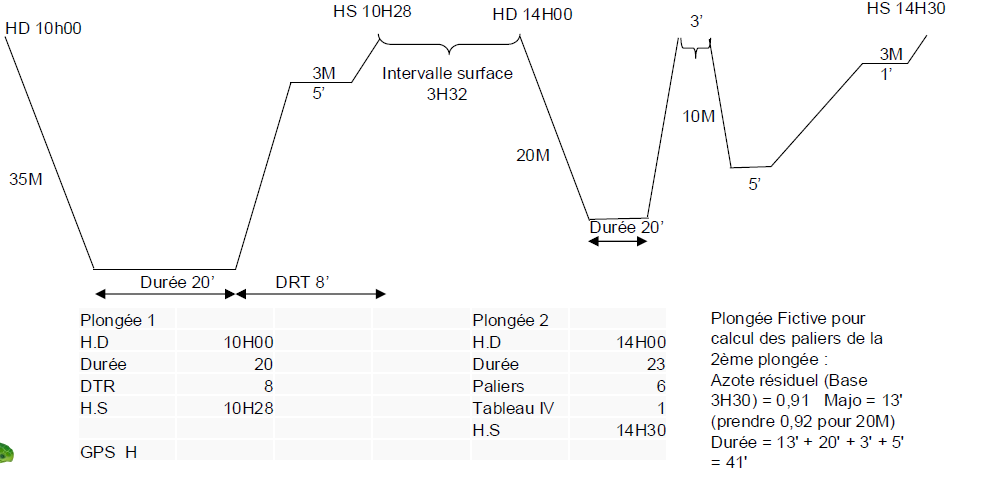 HD 10h00
HS 10H28
HD 14H00
3’
HS 14H30
3M
5’
Intervalle surface
3H32
3M
1’
10M
20M
35M
5’
Durée 20’
Durée 20’
DRT 8’
Plongée 1
H.D 10H00
Durée 20
DTR 8
H.S 10H28
GPS H
Plongée 2
H.D 14H00
Durée 23
Paliers 6
Tableau IV 1
H.S 14H30
Plongée Fictive pour
calcul des paliers de la
2ème plongée :
Azote résiduel (Base
3H30) = 0,91 Majo = 13'
(prendre 0,92 pour 20M)
Durée = 13' + 20' + 3' + 5'
= 41'